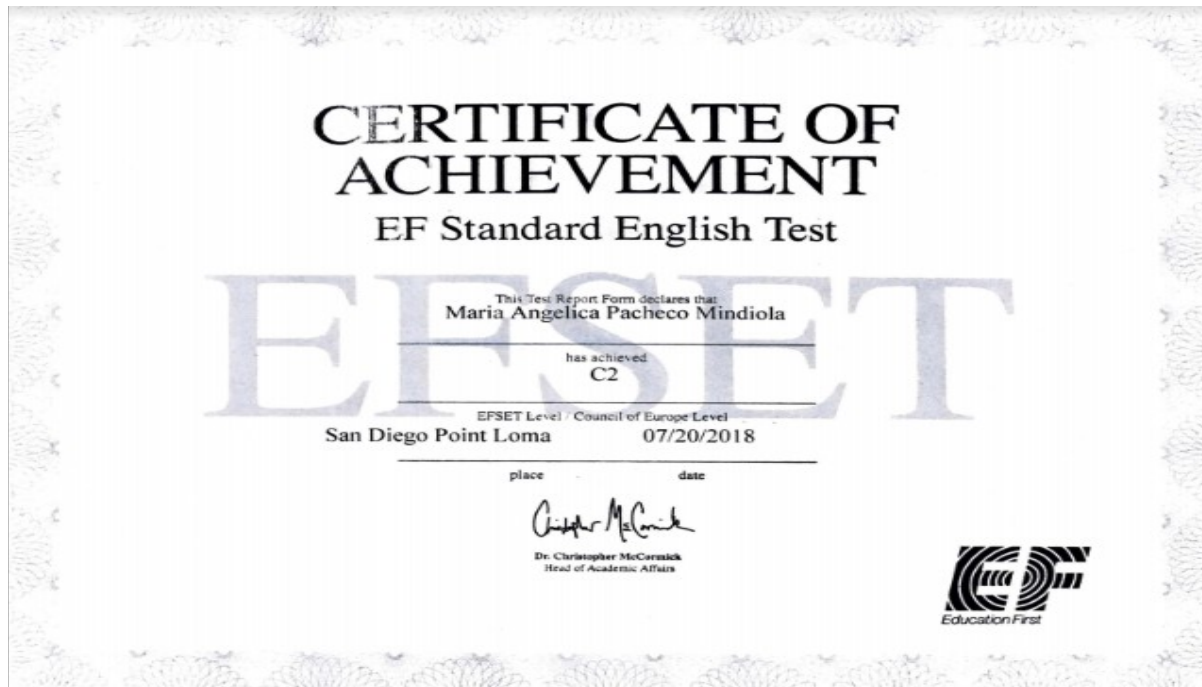 CERTIFICATE OF
ACHIEVEMENT
EF Standard English Test
EFSET
This Test Report Form declares that
Maria Angelica Pacheco Mindiola
has achieved
C2
EFSET Level / Council of Europe Level
San Diego Point Loma 07/20/2018
place date
Christopher McCormick
Dr. Christopher McCormick
Head of Academic Affairs
EF
Education First